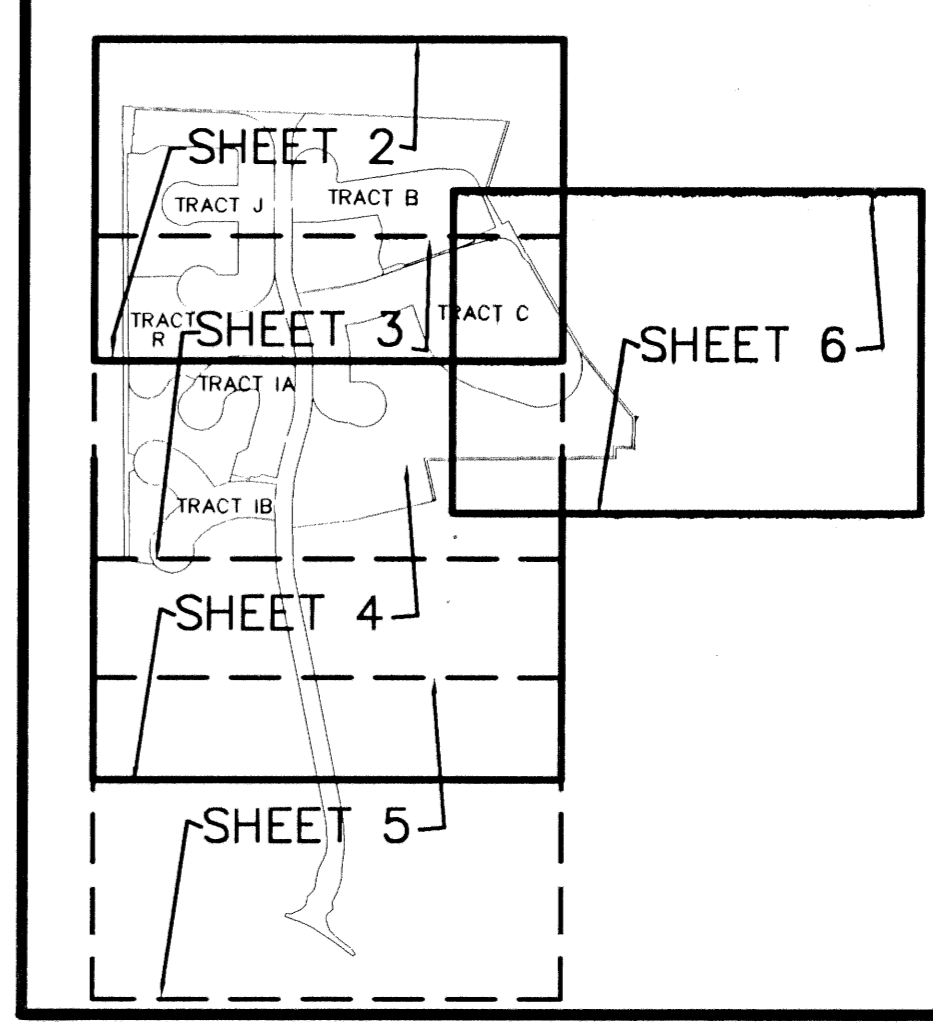 SHEET 2
TRACT J
TRACT B
TRACT C
TRACT
R
SHEET 3
SHEET 6
TRACT IA
TRACT IB
SHEET 4
SHEET 5